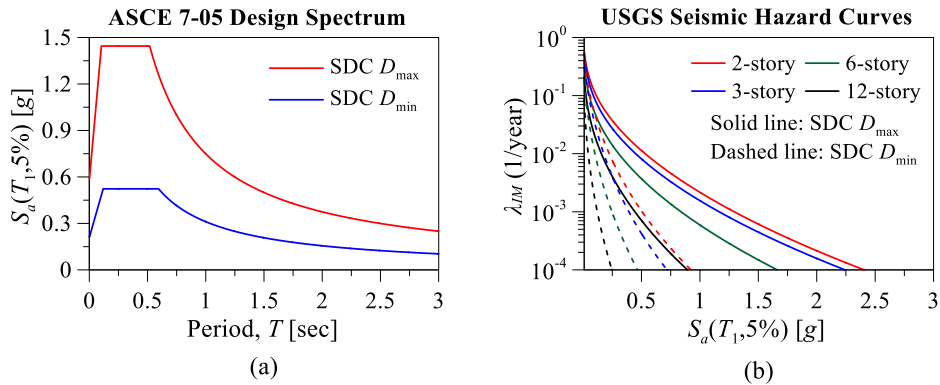 ASCE 7-05 Design Spectrum
1.5
1.2
0.9
0.6
0.3
0
Sa(T1,5%) [g]
SDC Dmax
SDC Dmin
0 0.5 1 1.5 2 2.5 3
Period, T [sec]
(a)
USGS Seismic Hazard Curves
10^0
10^-1
10^-2
10^-3
10^-4
λIM (1/year)
2-story 6-story
3-story 12-story
Solid line: SDC Dmax
Dashed line: SDC Dmin
0.5 1 1.5 2 2.5 3
Sa(T1,5%) [g]
(b)